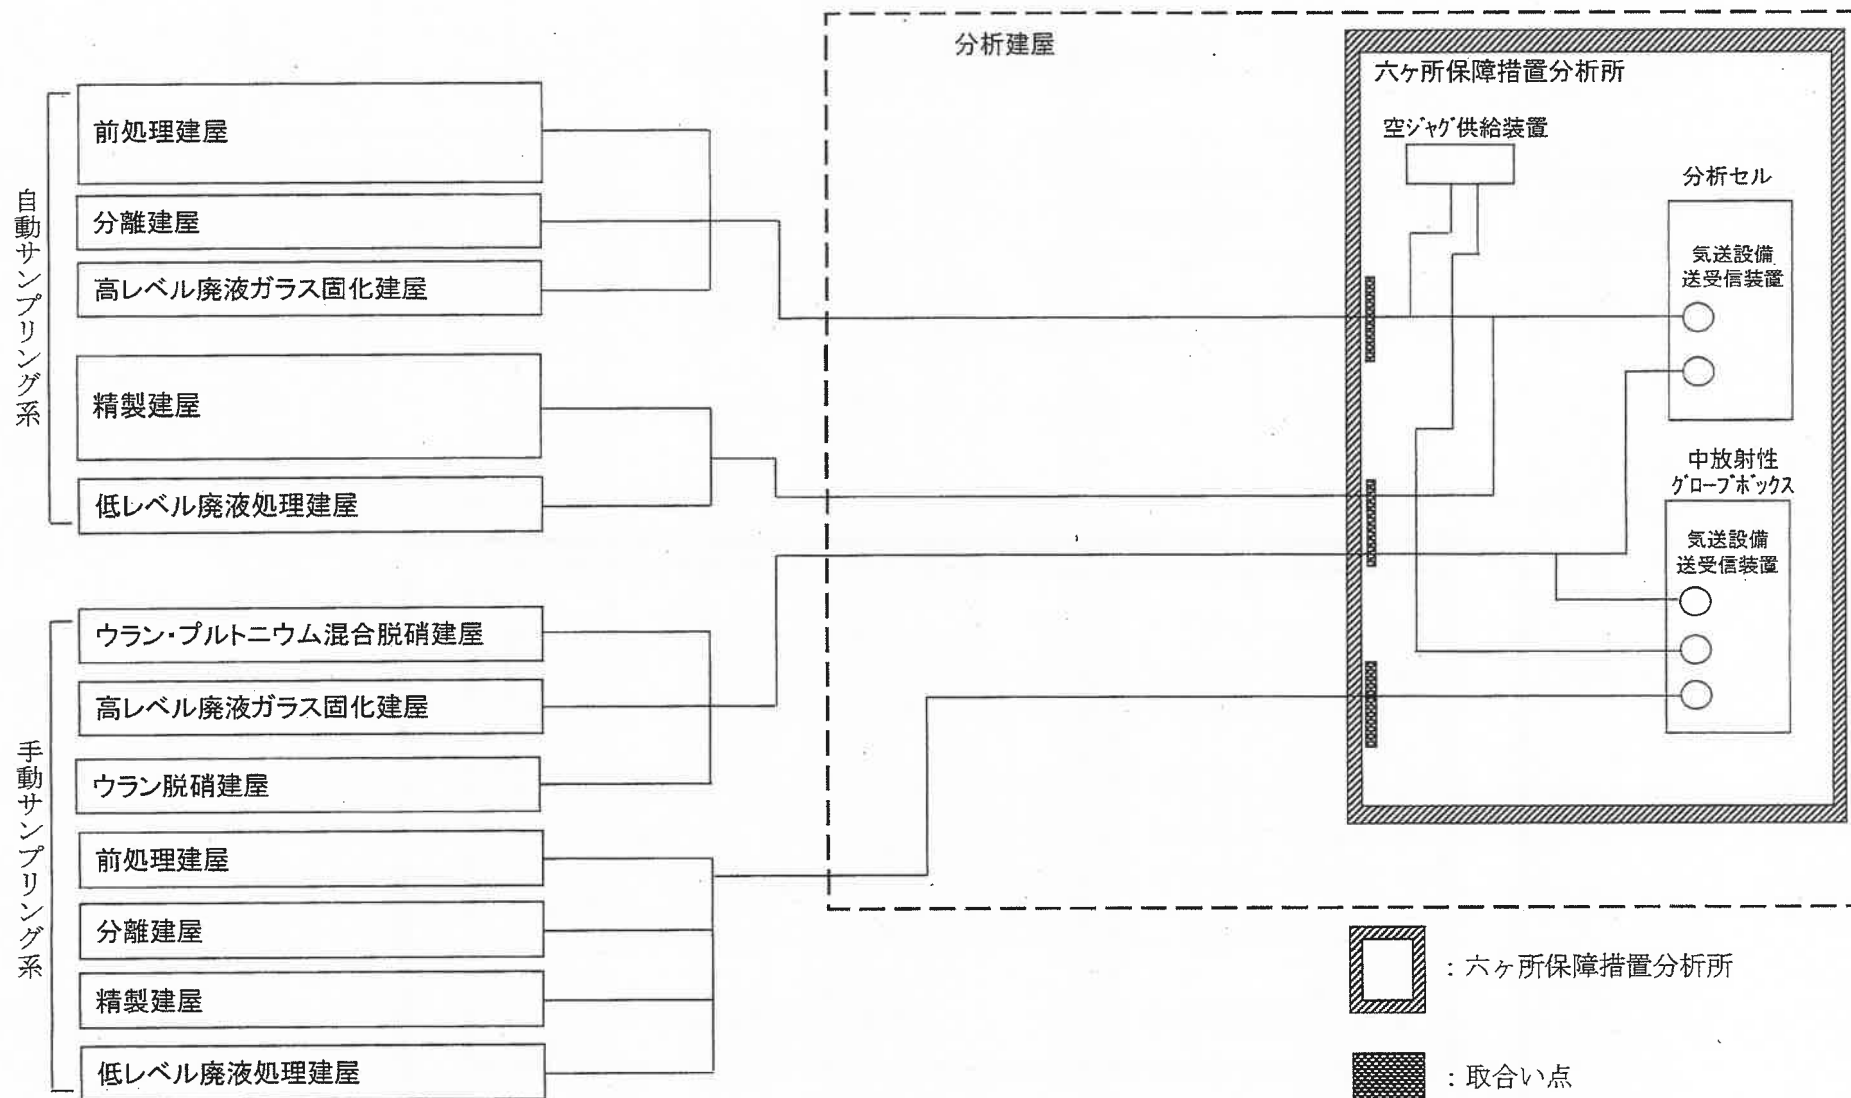 自動サンプリング系
前処理建屋
分離建屋
高レベル廃液ガラス固化建屋
精製建屋
低レベル廃液処理建屋
手動サンプリング系
ウラン・プルトニウム混合脱硝建屋
高レベル廃液ガラス固化建屋
ウラン脱硝建屋
前処理建屋
分離建屋
精製建屋
低レベル廃液処理建屋
分析建屋
六ヶ所保障措置分析所
空ジャグ供給装置
分析セル
気送設備
送受信装置
中放射性
グローブボックス
気送設備
送受信装置
：六ヶ所保障措置分析所
：取合い点